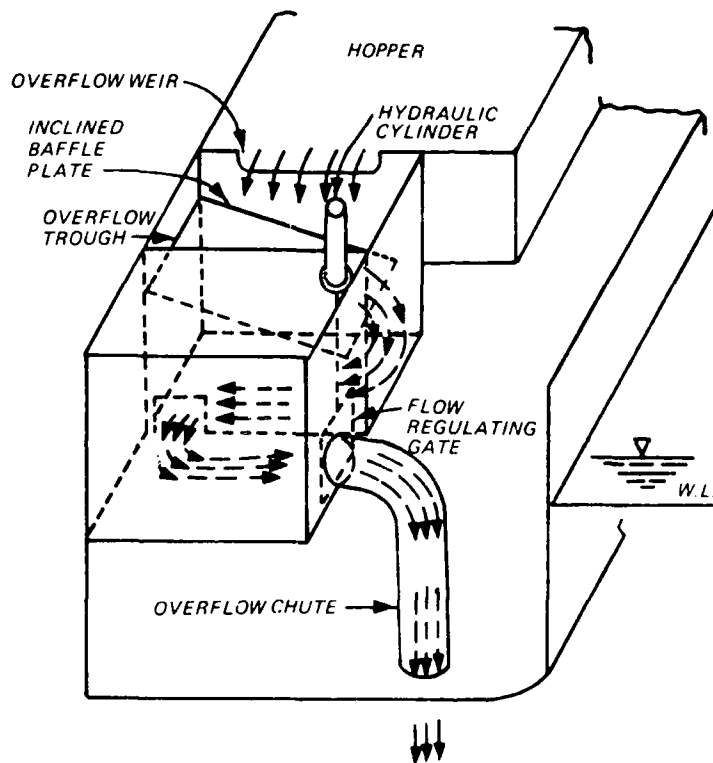 HOPPER
OVERFLOW WEIR
HYDRAULIC
CYLINDER
INCLINED
BAFFLE
PLATE
OVERFLOW
TROUGH
FLOW
REGULATING
GATE
W.L.
OVERFLOW CHUTE